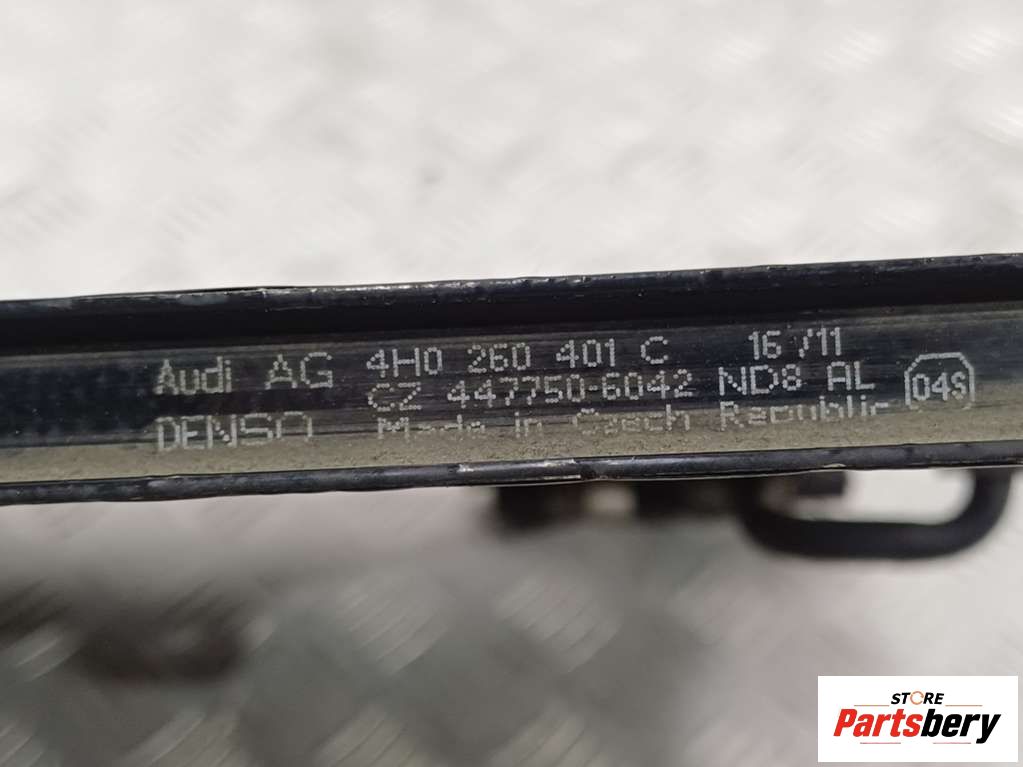 Audi AG 4H0 260 401 C 16 /11
CZ 447750-6042 ND8 AL 04S
DENSO Made in Czech Republic
STORE
Partsbery